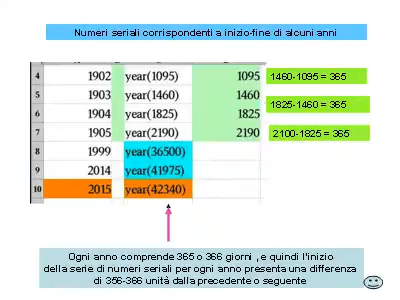 Numeri seriali corrispondenti a inizio-fine di alcuni anni
4 1902 year(1095) 1095 1460-1095 = 365
5 1903 year(1460) 1460
6 1904 year(1825) 1825 1825-1460 = 365
7 1905 year(2190) 2190 2100-1825 = 365
8 1999 year(36500)
9 2014 year(41975)
10 2015 year(42340)
Ogni anno comprende 365 o 366 giorni , e quindi l'inizio
della serie di numeri seriali per ogni anno presenta una differenza
di 356-366 unità dalla precedente o seguente